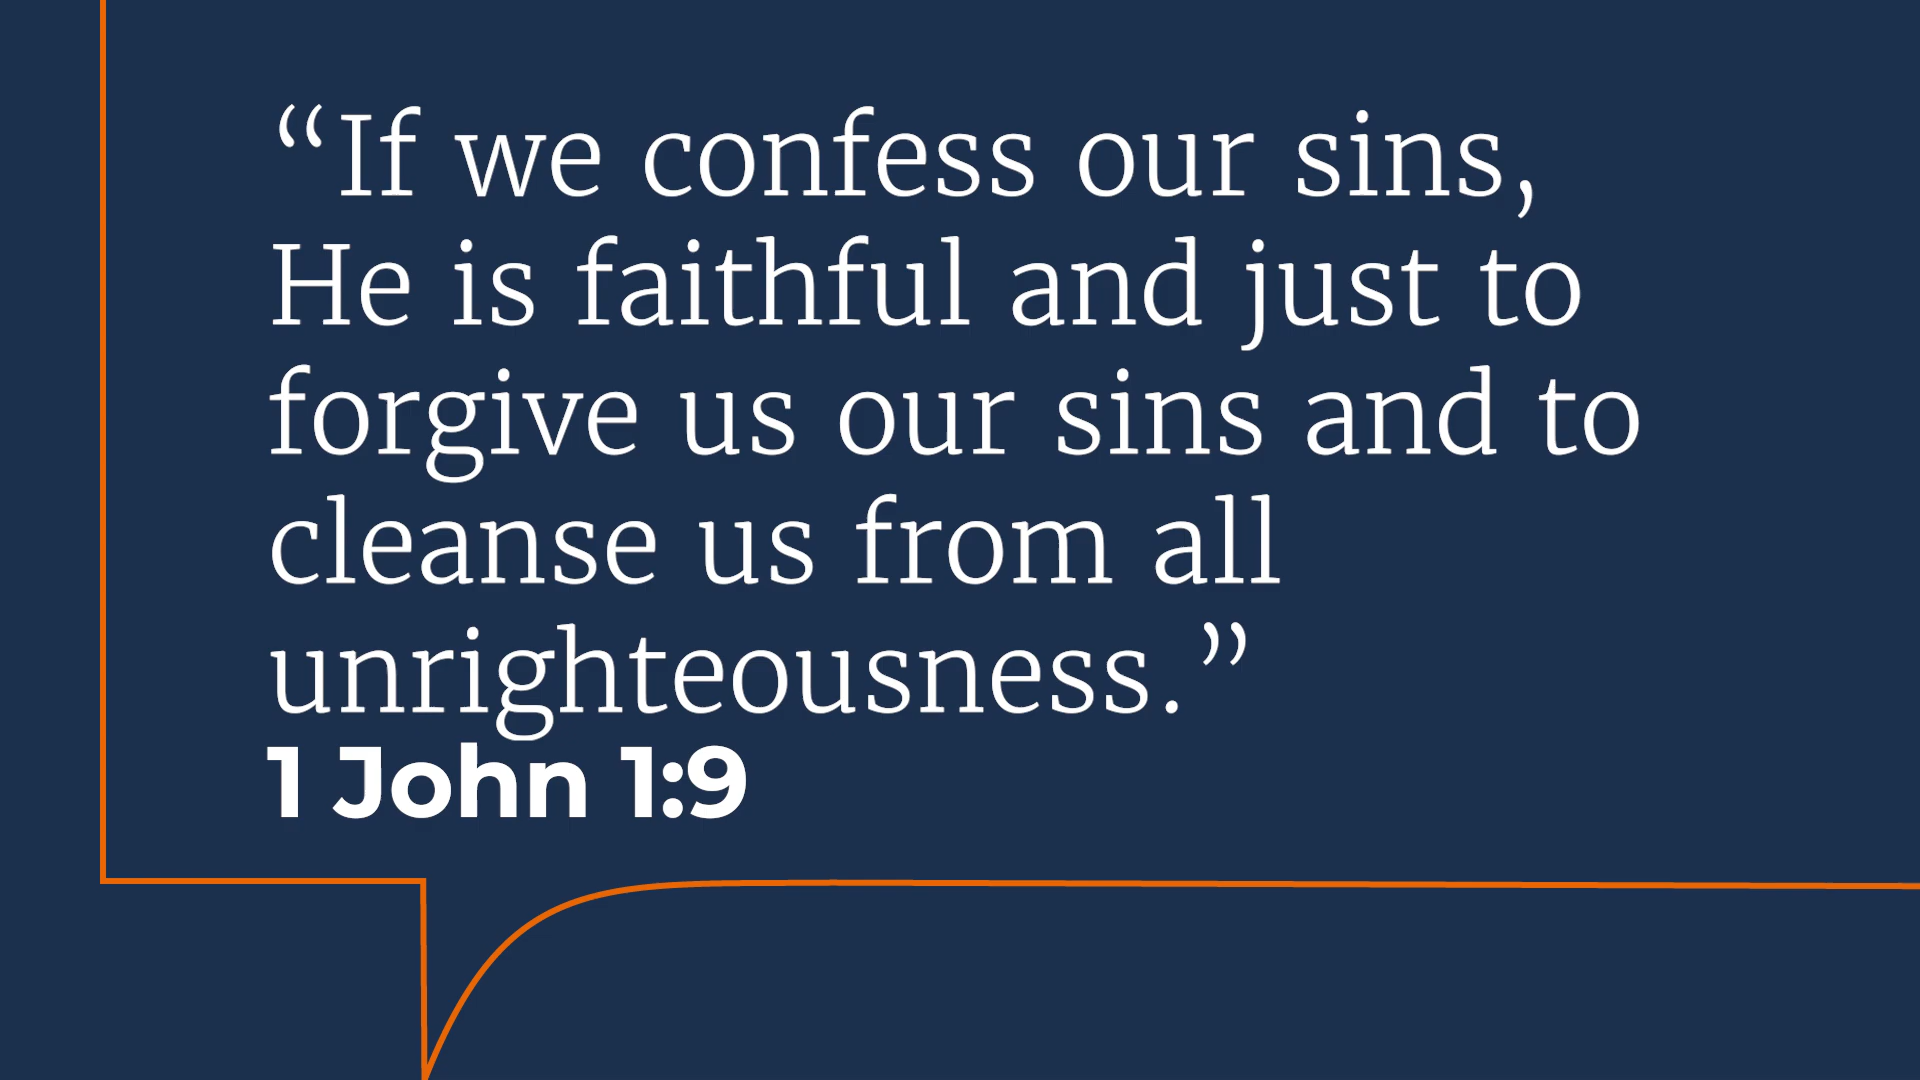 “If we confess our sins,
He is faithful and just to
forgive us our sins and to
cleanse us from all
unrighteousness.”
1 John 1:9